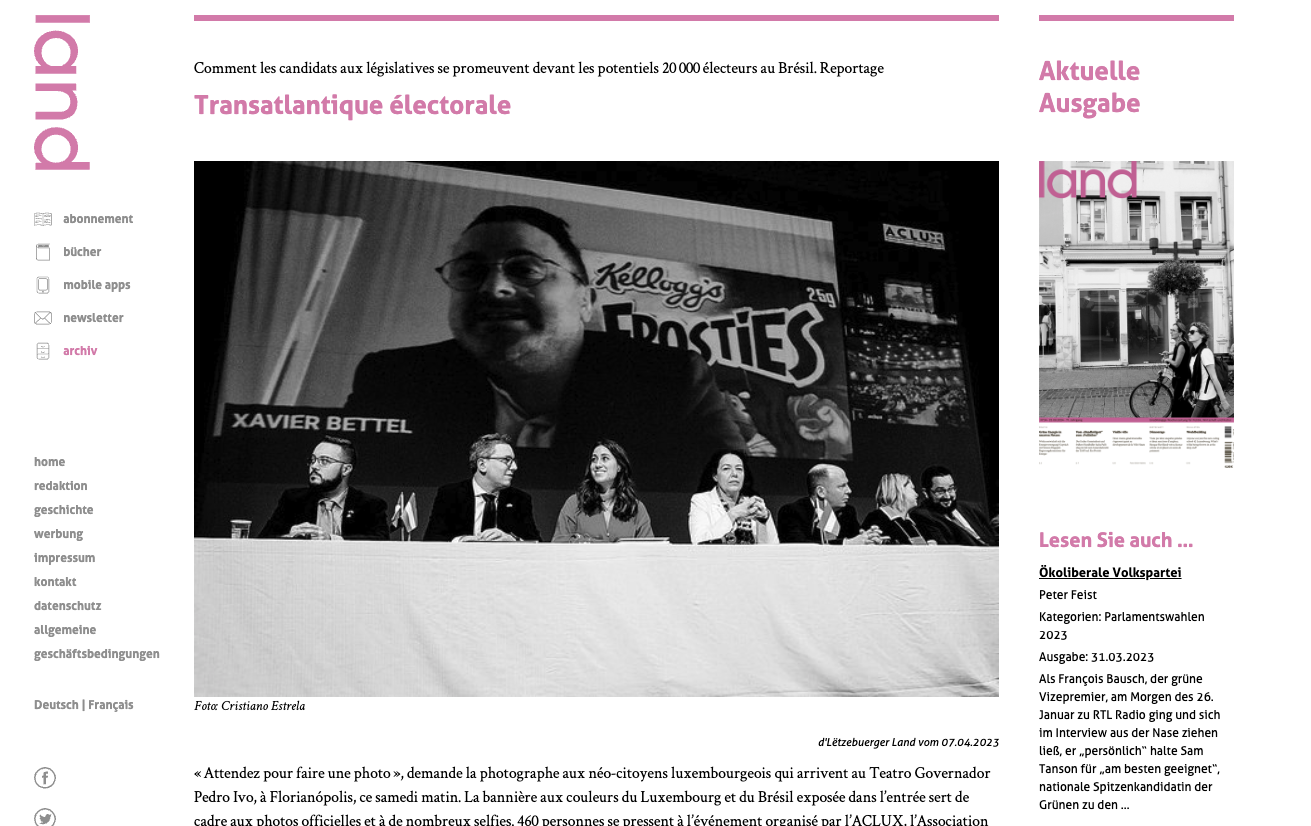 land
abonnement
bücher
mobile apps
newsletter
archiv
home
redaktion
geschichte
werbung
impressum
kontakt
datenschutz
allgemeine
geschäftsbedingungen
Deutsch | Français
Comment les candidats aux législatives se promeuvent devant les potentiels 20 000 électeurs au Brésil. Reportage
Transatlantique électorale
ACLUX
Kellogg's
25g
FROSTIES
XAVIER BETTEL
Foto: Cristiano Estrela
d'Lëtzebuerger Land vom 07.04.2023
« Attendez pour faire une photo », demande la photographe aux néo-citoyens luxembourgeois qui arrivent au Teatro Governador
Pedro Ivo, à Florianópolis, ce samedi matin. La bannière aux couleurs du Luxembourg et du Brésil exposée dans l’entrée sert de
cadre aux photos officielles et à de nombreux selfies. 460 personnes se pressent à l’événement organisé par l’ACLUX, l’Association
Aktuelle
Ausgabe
land
Lesen Sie auch ...
Ökoliberale Volkspartei
Peter Feist
Kategorien: Parlamentswahlen
2023
Ausgabe: 31.03.2023
Als François Bausch, der grüne
Vizepremier, am Morgen des 26.
Januar zu RTL Radio ging und sich
im Interview aus der Nase ziehen
ließ, er „persönlich“ halte Sam
Tanson für „am besten geeignet“,
nationale Spitzenkandidatin der
Grünen zu den ...